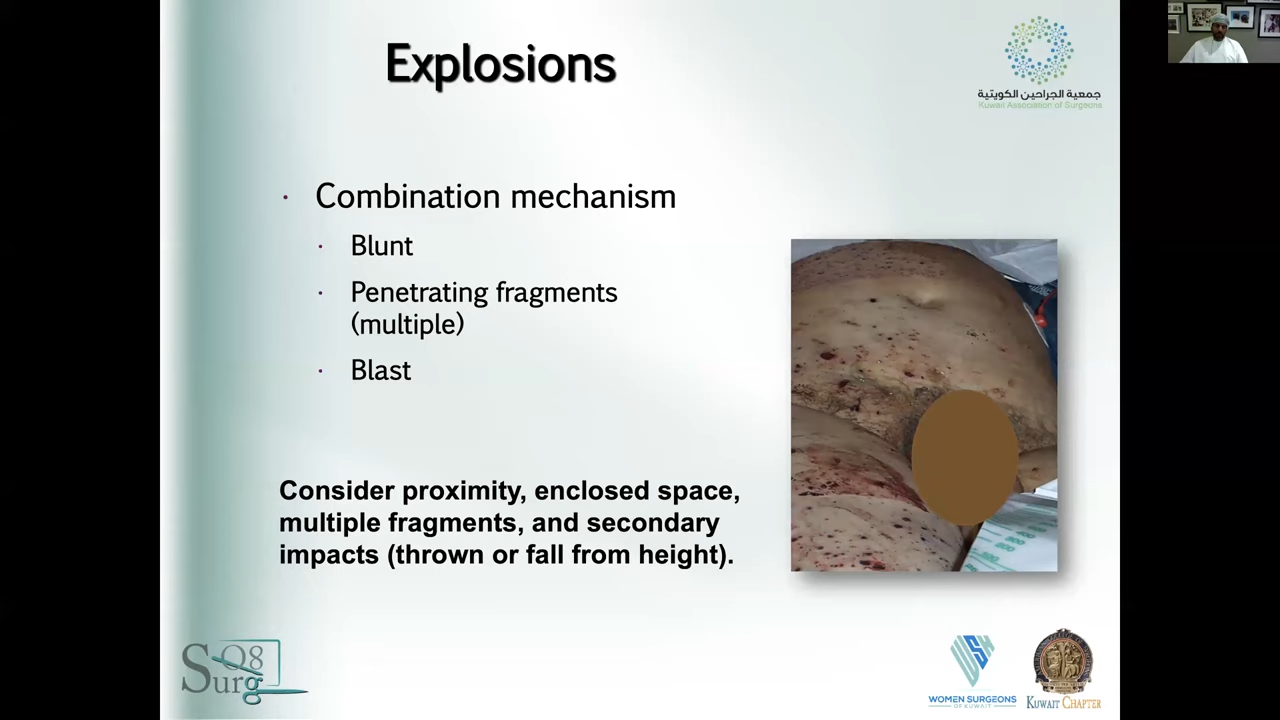 Explosions
جمعية الجراحين الكويتية
Kuwait Association of Surgeons
· Combination mechanism
· Blunt
· Penetrating fragments
(multiple)
· Blast
Consider proximity, enclosed space,
multiple fragments, and secondary
impacts (thrown or fall from height).
Q8
Surg
WOMEN SURGEONS
OF KUWAIT
KUWAIT CHAPTER